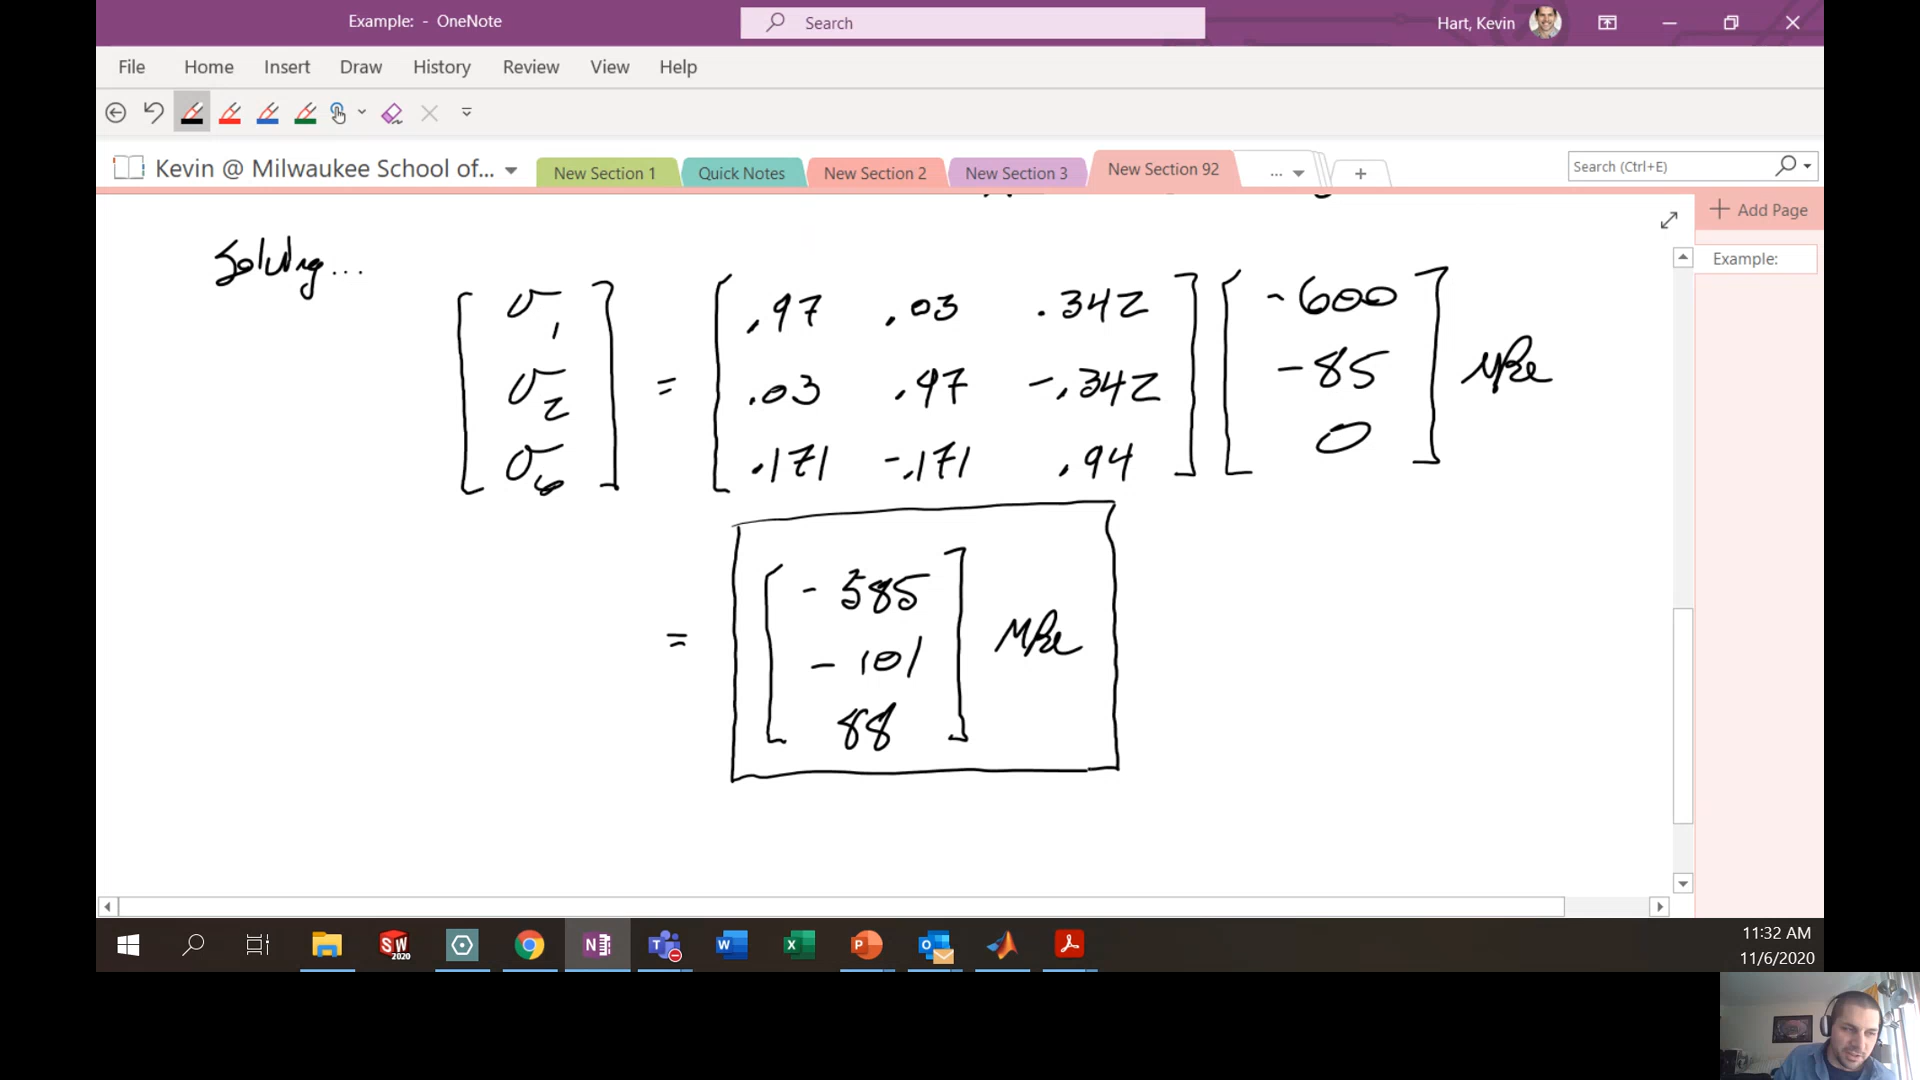 Example: - OneNote
Search
Hart, Kevin
File Home Insert Draw History Review View Help
Kevin @ Milwaukee School of...
New Section 1 Quick Notes New Section 2 New Section 3 New Section 92 ...
Search (Ctrl+E)
Add Page
Example:
Solving...
[σ1 σ2 σ6] = [.97 .03 .342
.03 .97 -.342
.171 -.171 .94] [-600 -85 0] MPa
= [-585
-101
88] MPa
SW 2020
N
T
W
X
P
O
11:32 AM
11/6/2020